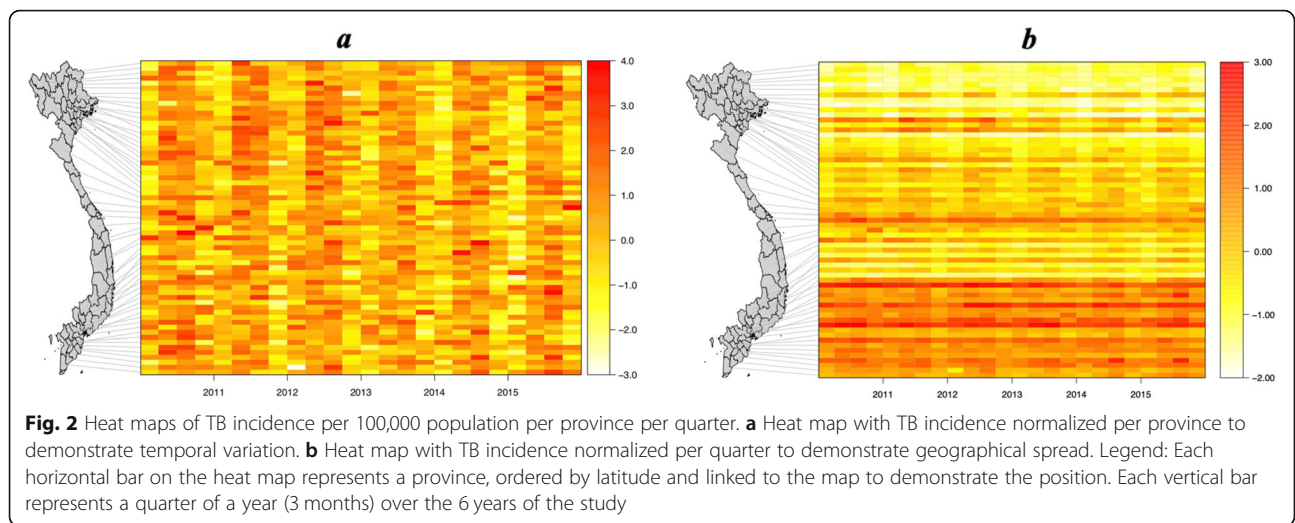 a
b
4.0
3.0
2.0
1.0
0.0
−1.0
−2.0
−3.0
2011 2012 2013 2014 2015
3.00
2.00
1.00
0.00
−1.00
−2.00
2011 2012 2013 2014 2015
Fig. 2 Heat maps of TB incidence per 100,000 population per province per quarter. a Heat map with TB incidence normalized per province to
demonstrate temporal variation. b Heat map with TB incidence normalized per quarter to demonstrate geographical spread. Legend: Each
horizontal bar on the heat map represents a province, ordered by latitude and linked to the map to demonstrate the position. Each vertical bar
represents a quarter of a year (3 months) over the 6 years of the study